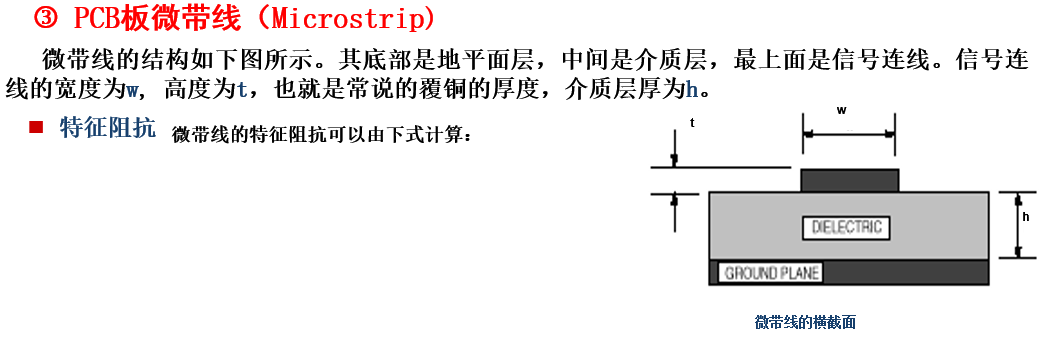 ③ PCB板微带线 (Microstrip)
微带线的结构如下图所示。其底部是地平面层，中间是介质层，最上面是信号连线。信号连
线的宽度为w, 高度为t，也就是常说的覆铜的厚度，介质层厚为h。
特征阻抗 微带线的特征阻抗可以由下式计算：
w
t
h
DIELECTRIC
GROUND PLANE
微带线的横截面